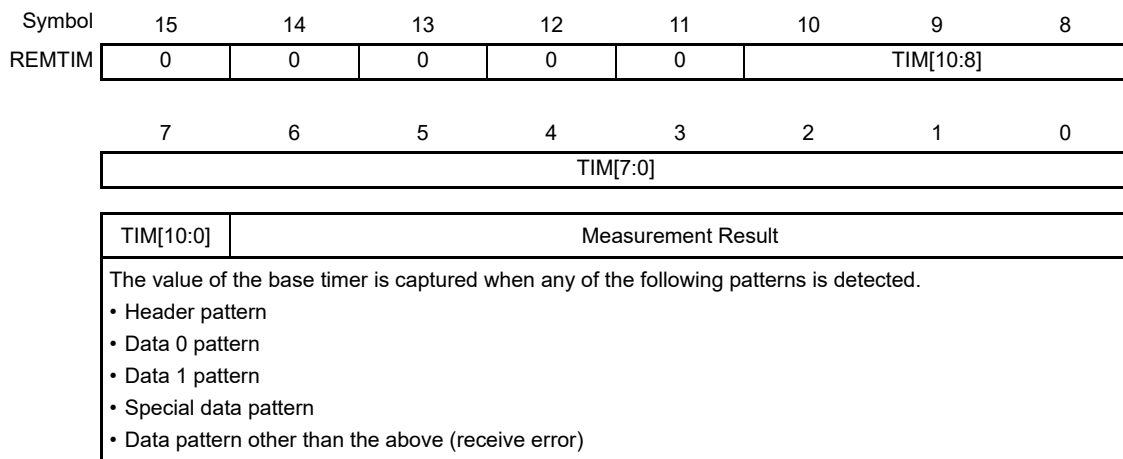 Symbol 15 14 13 12 11 10 9 8
REMTIM 0 0 0 0 0 TIM[10:8]
7 6 5 4 3 2 1 0
TIM[7:0]
TIM[10:0] Measurement Result
The value of the base timer is captured when any of the following patterns is detected.
• Header pattern
• Data 0 pattern
• Data 1 pattern
• Special data pattern
• Data pattern other than the above (receive error)